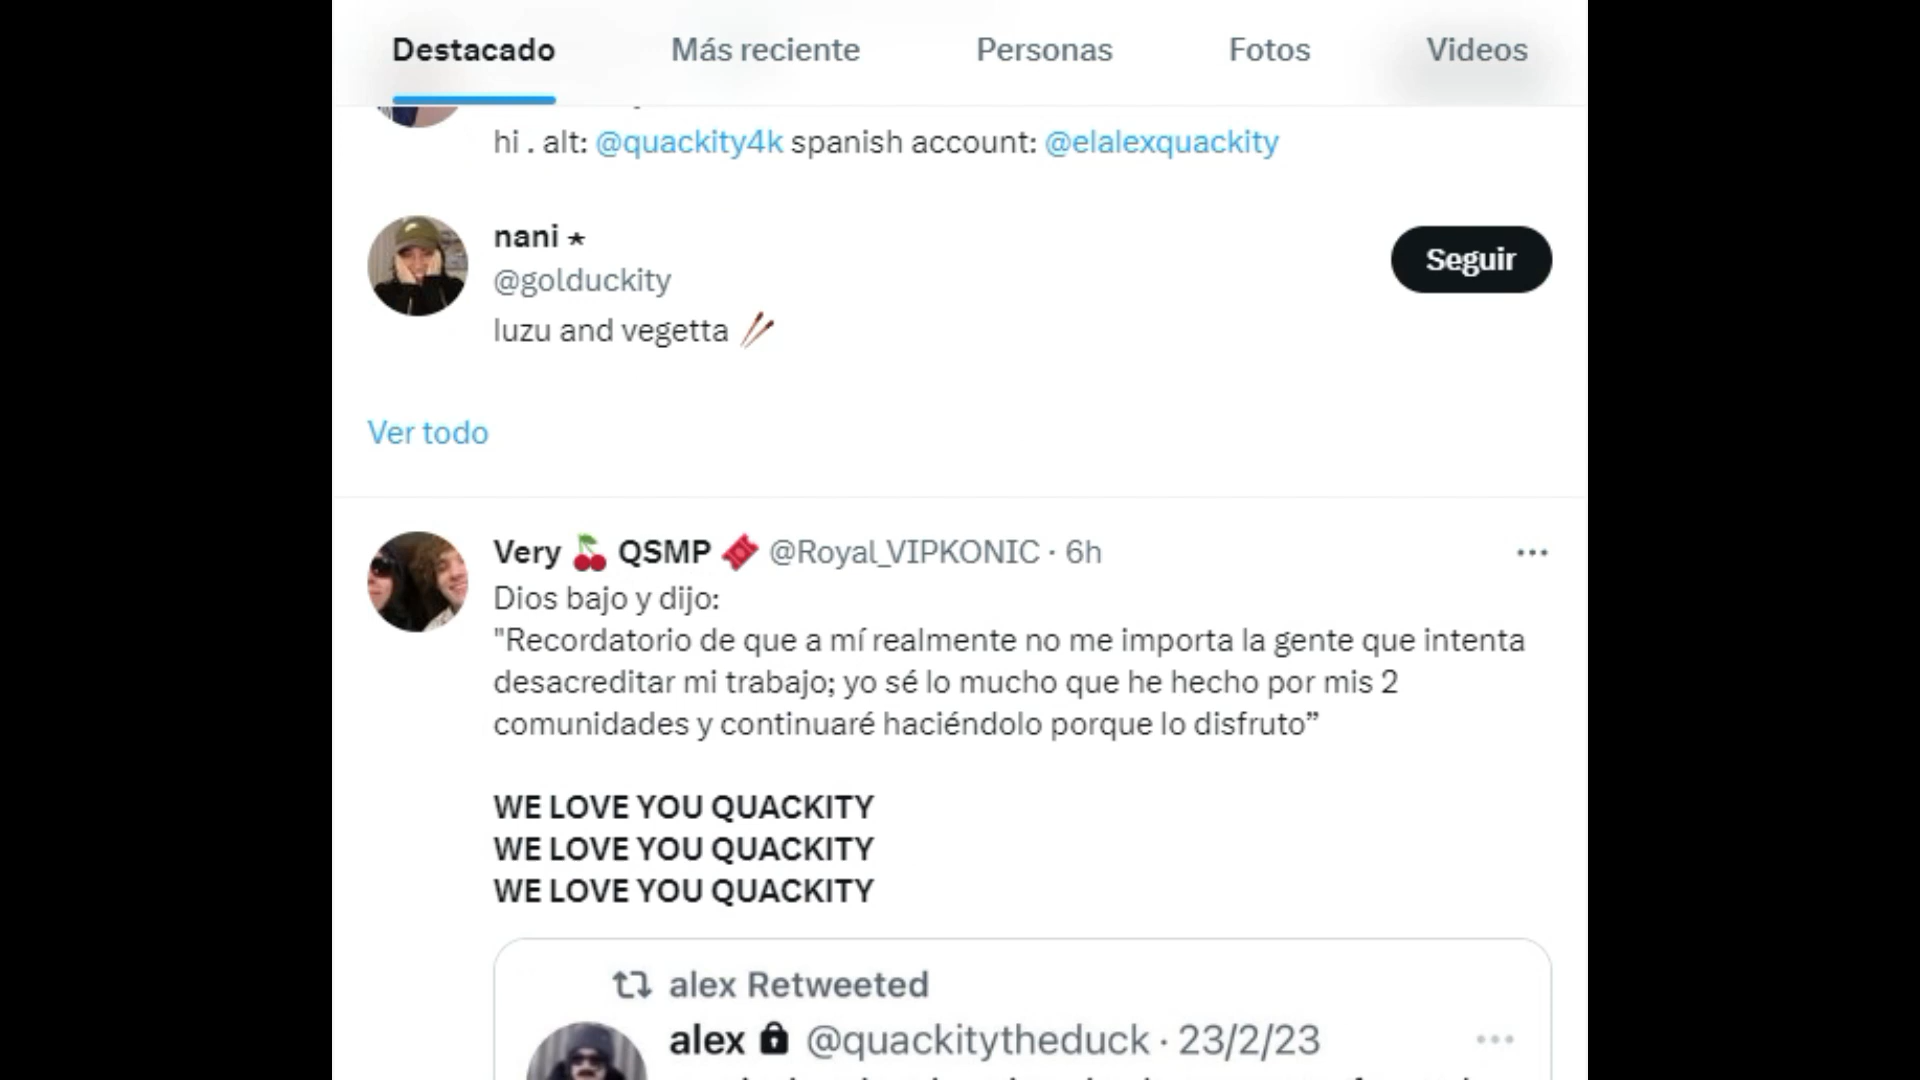 Destacado Más reciente Personas Fotos Videos
hi . alt: @quackity4k spanish account: @elalexquackity
nani ⋆
@golduckity
Seguir
luzu and vegetta 🥢
Ver todo
Very 🍒 QSMP 🎟 @Royal_VIPKONIC · 6h
Dios bajo y dijo:
"Recordatorio de que a mí realmente no me importa la gente que intenta
desacreditar mi trabajo; yo sé lo mucho que he hecho por mis 2
comunidades y continuaré haciéndolo porque lo disfruto”
WE LOVE YOU QUACKITY
WE LOVE YOU QUACKITY
WE LOVE YOU QUACKITY
alex Retweeted
alex 🔒 @quackitytheduck · 23/2/23